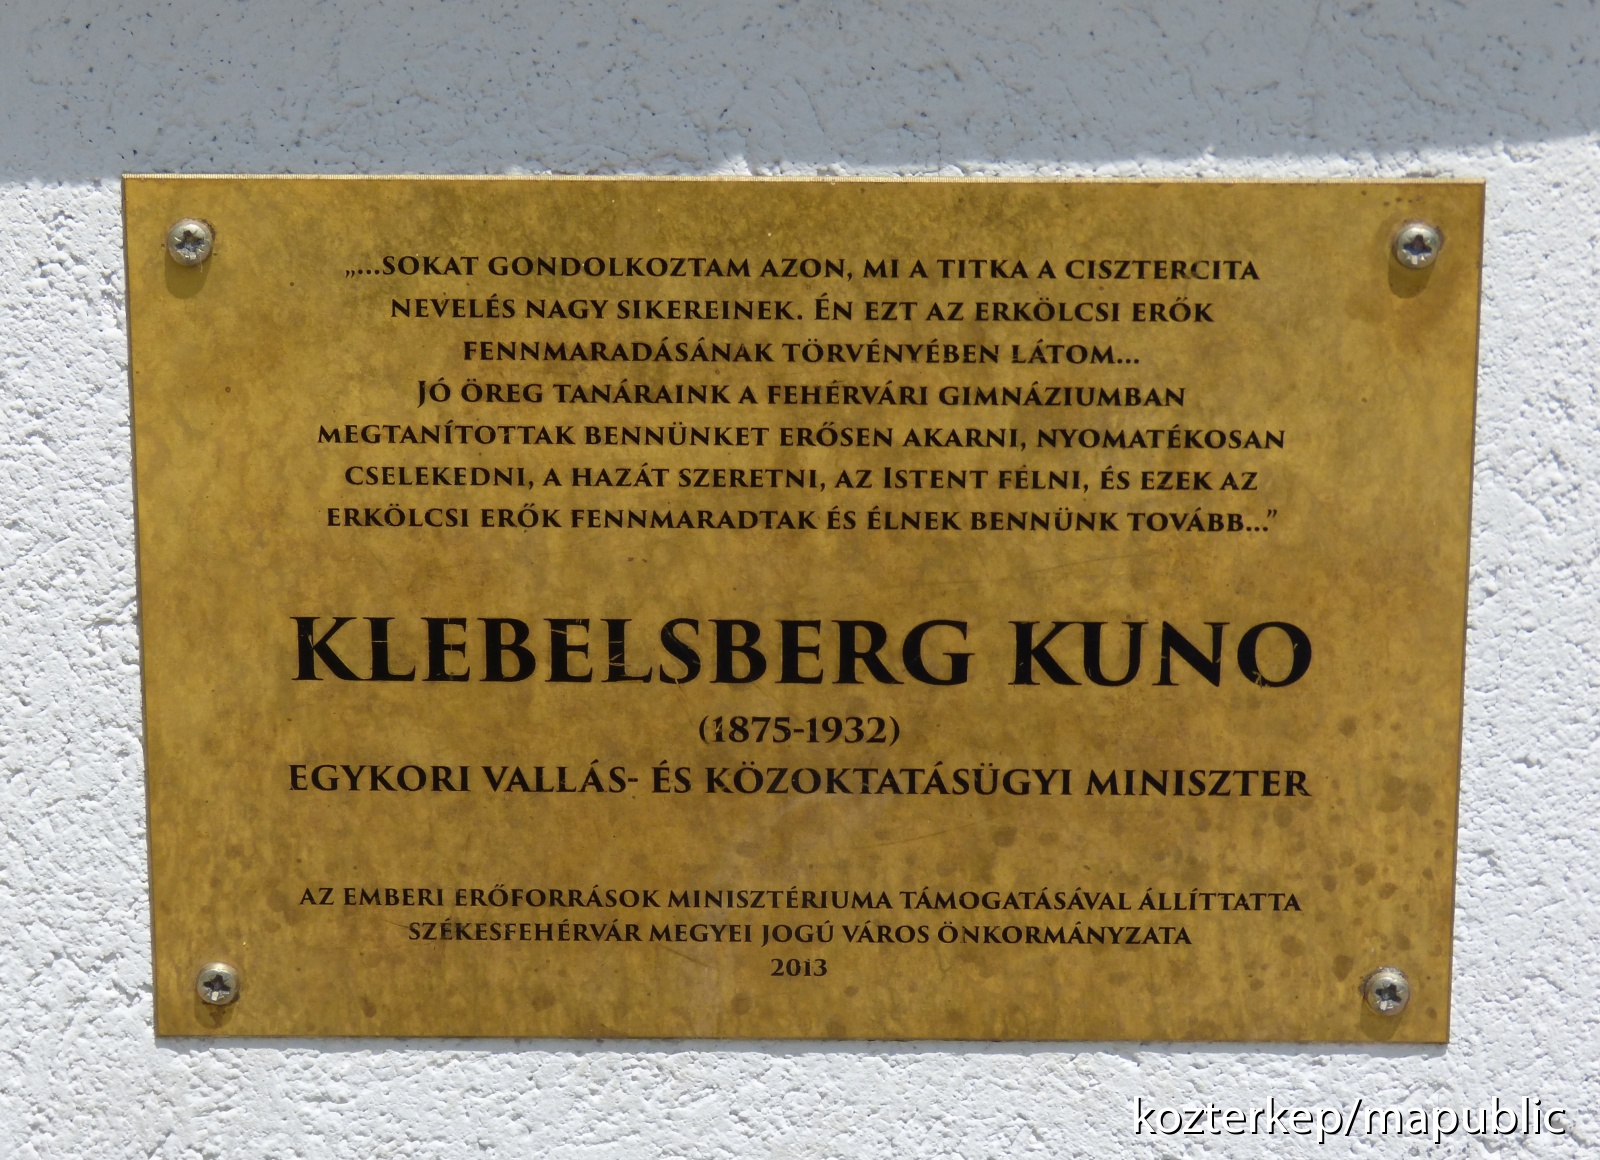 „...SOKAT GONDOLKOZTAM AZON, MI A TITKA A CISZTERCITA
NEVELÉS NAGY SIKEREINEK. ÉN EZT AZ ERKÖLCSI ERŐK
FENNMARADÁSÁNAK TÖRVÉNYÉBEN LÁTOM...
JÓ ÖREG TANÁRAINK A FEHÉRVÁRI GIMNÁZIUMBAN
MEGTANÍTOTTAK BENNÜNKET ERŐSEN AKARNI, NYOMATÉKOSAN
CSELEKEDNI, A HAZÁT SZERETNI, AZ ISTENT FÉLNI, ÉS EZEK AZ
ERKÖLCSI ERŐK FENNMARADTAK ÉS ÉLNEK BENNÜNK TOVÁBB...”
KLEBELSBERG KUNO
(1875-1932)
EGYKORI VALLÁS- ÉS KÖZOKTATÁSÜGYI MINISZTER
AZ EMBERI ERŐFORRÁSOK MINISZTÉRIUMA TÁMOGATÁSÁVAL ÁLLÍTTATTA
SZÉKESFEHÉRVÁR MEGYEI JOGÚ VÁROS ÖNKORMÁNYZATA
2013
kozterkep/mapublic